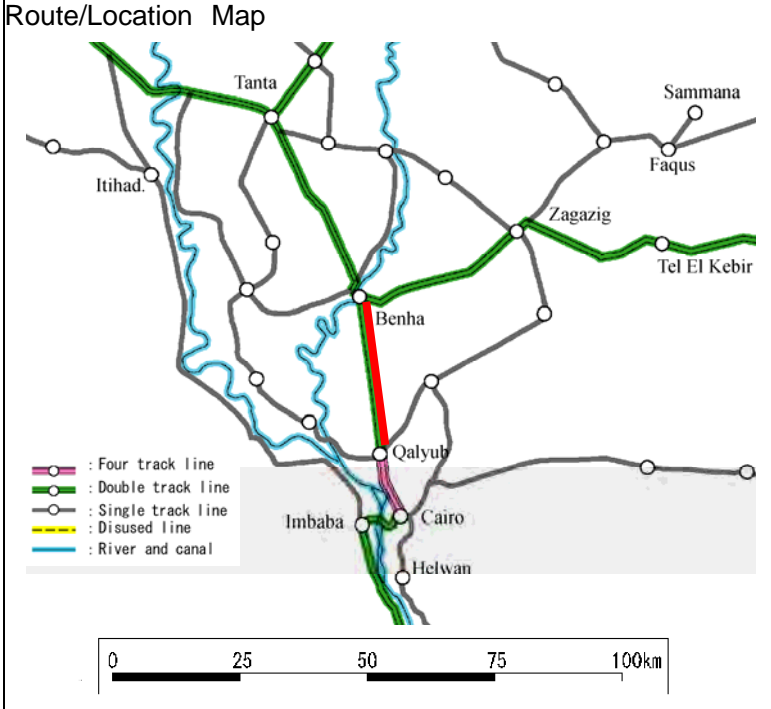 Route/Location Map
Tanta
Sammana
Itihad.
Faqus
Zagazig
Tel El Kebir
Benha
Qalyub
: Four track line
: Double track line
: Single track line
: Disused line
: River and canal
Imbaba
Cairo
Helwan
0 25 50 75 100km